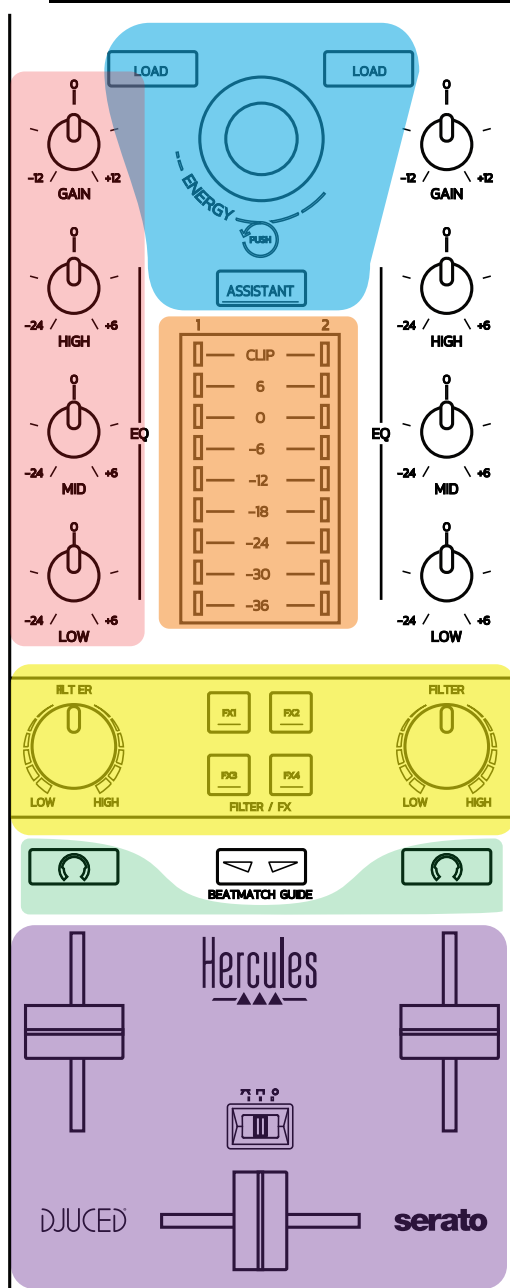 LOAD LOAD
0 0
-12 +12 -12 +12
GAIN GAIN
ENERGY
PUSH
0 0
ASSISTANT
-24 +6 -24 +6
HIGH HIGH
1 2
CLIP
6
0
-6
-12
-18
-24
-30
-36
0 0
EQ EQ
-24 +6 -24 +6
MID MID
0 0
-24 +6 -24 +6
LOW LOW
FILTER FILTER
FX1 FX2
FX3 FX4
LOW HIGH LOW HIGH
FILTER / FX
BEATMATCH GUIDE
Hercules
DJUCED serato